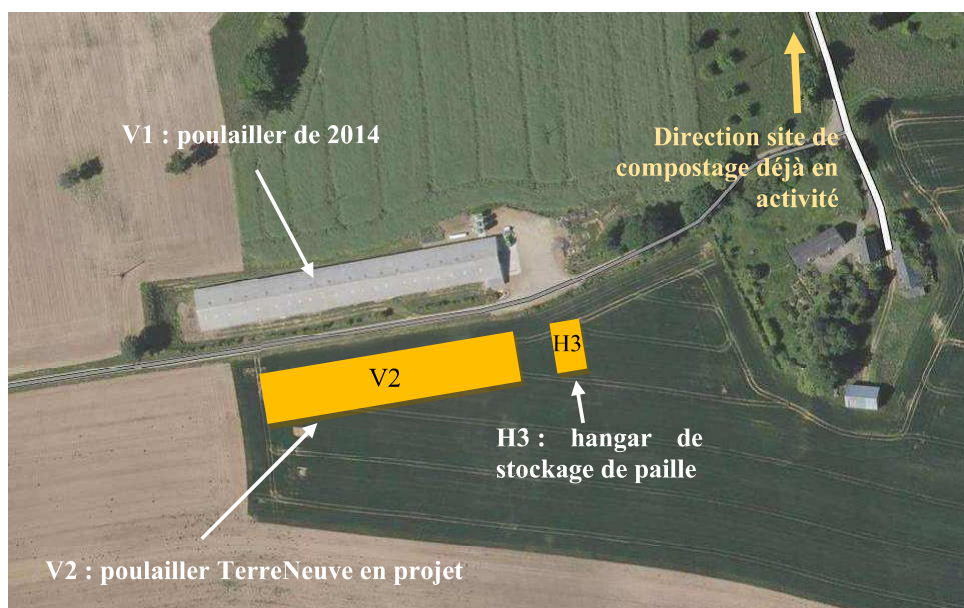 V1 : poulailler de 2014
Direction site de
compostage déjà en
activité
H3
V2
H3 : hangar de
stockage de paille
V2 : poulailler TerreNeuve en projet